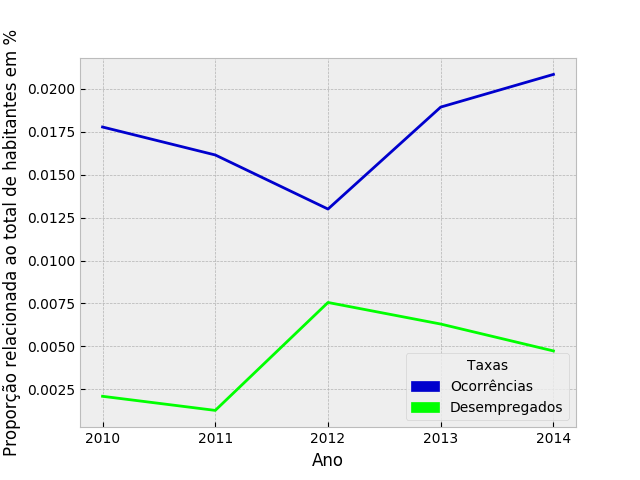 Proporção relacionada ao total de habitantes em %
0.0200
0.0175
0.0150
0.0125
0.0100
0.0075
0.0050
0.0025
Taxas
Ocorrências
Desempregados
2010 2011 2012 2013 2014
Ano